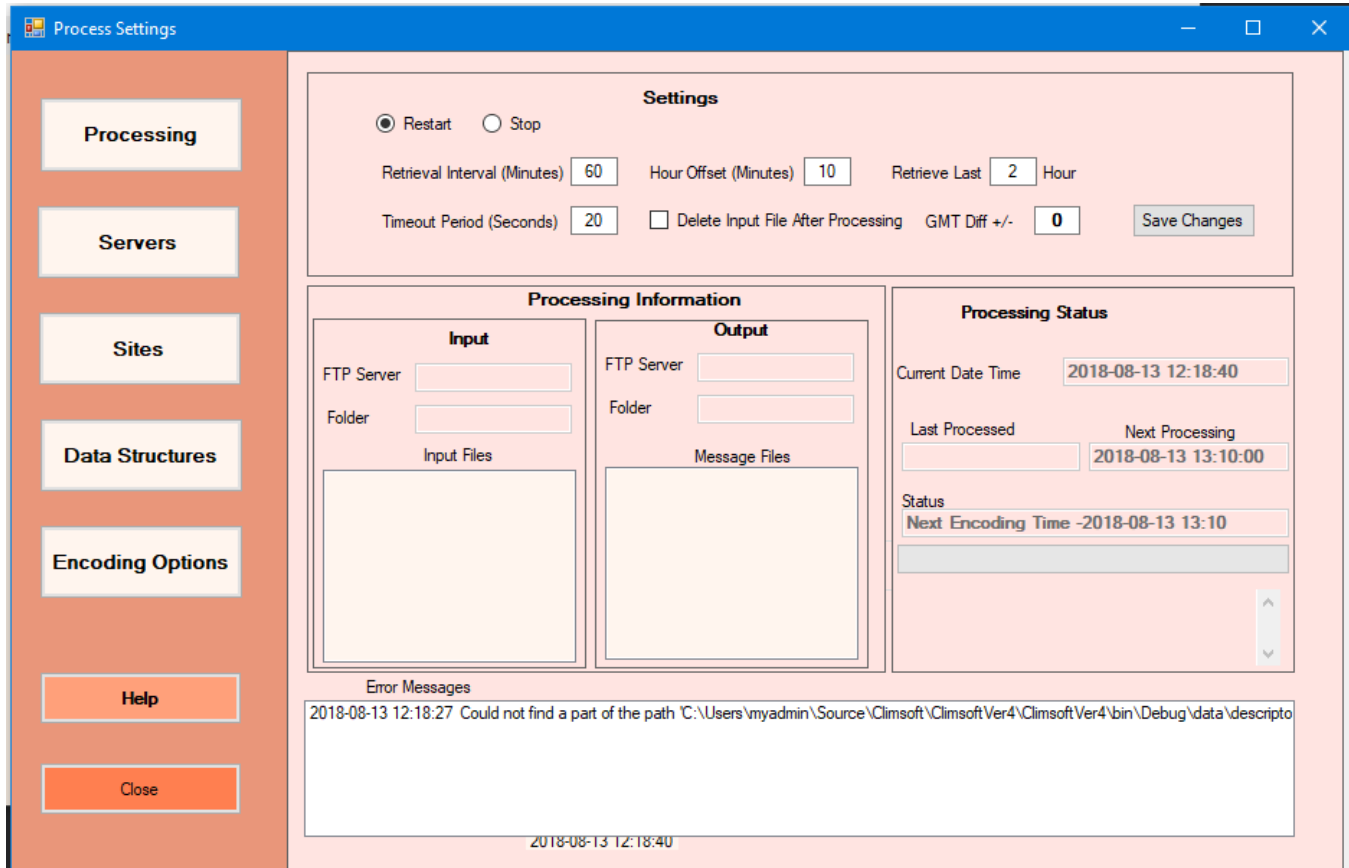 Process Settings
Processing
Servers
Sites
Data Structures
Encoding Options
Help
Close
Settings
Restart Stop
Retrieval Interval (Minutes) 60 Hour Offset (Minutes) 10 Retrieve Last 2 Hour
Timeout Period (Seconds) 20 Delete Input File After Processing GMT Diff +/- 0 Save Changes
Processing Information
Input
FTP Server
Folder
Input Files
Output
FTP Server
Folder
Message Files
Processing Status
Current Date Time 2018-08-13 12:18:40
Last Processed Next Processing
2018-08-13 13:10:00
Status
Next Encoding Time -2018-08-13 13:10
Error Messages
2018-08-13 12:18:27 Could not find a part of the path 'C:\Users\myadmin\Source\Climsoft\ClimsoftVer4\ClimsoftVer4\bin\Debug\data\descripto
2018-08-13 12:18:40